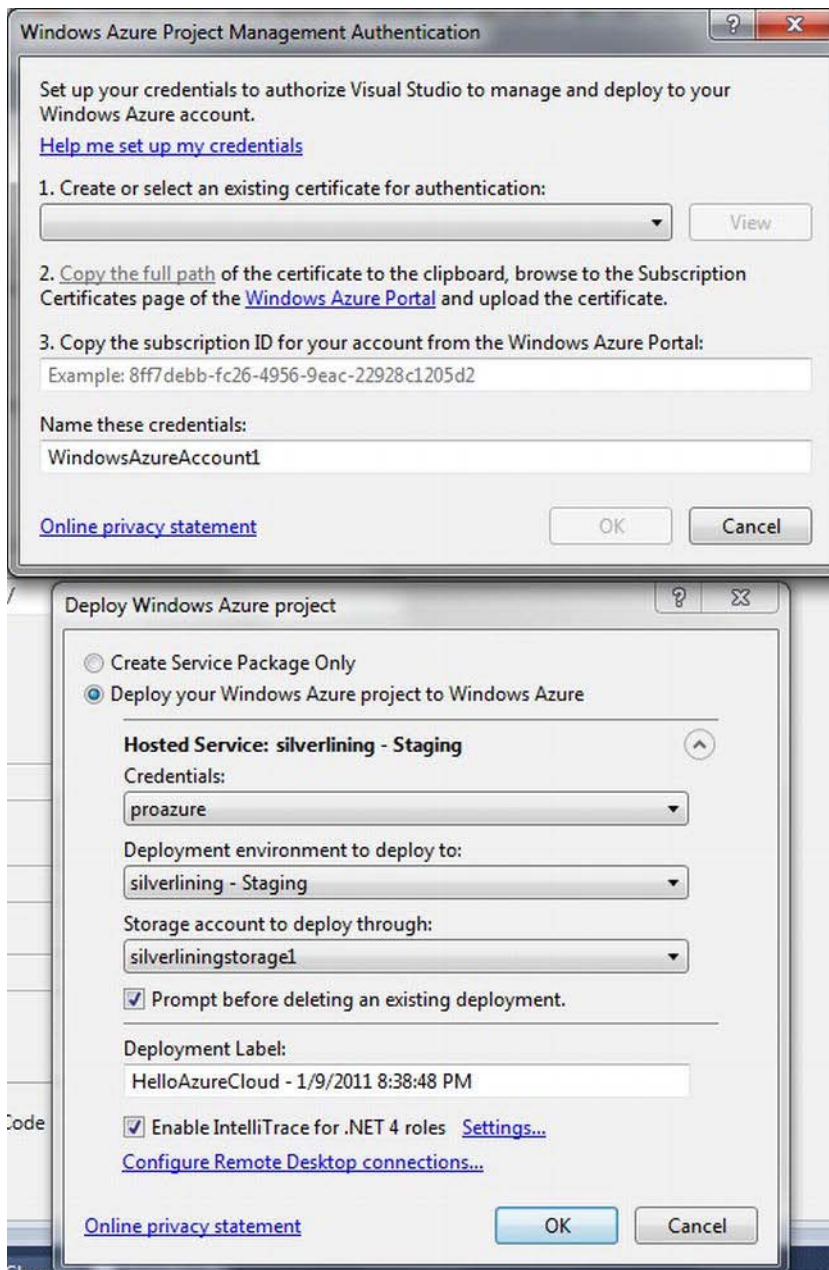 Windows Azure Project Management Authentication
Set up your credentials to authorize Visual Studio to manage and deploy to your
Windows Azure account.
Help me set up my credentials
1. Create or select an existing certificate for authentication:
View
2. Copy the full path of the certificate to the clipboard, browse to the Subscription
Certificates page of the Windows Azure Portal and upload the certificate.
3. Copy the subscription ID for your account from the Windows Azure Portal:
Example: 8ff7debb-fc26-4956-9eac-22928c1205d2
Name these credentials:
WindowsAzureAccount1
Online privacy statement
OK
Cancel
/
Deploy Windows Azure project
Create Service Package Only
Deploy your Windows Azure project to Windows Azure
Hosted Service: silverlining - Staging
Credentials:
proazure
Deployment environment to deploy to:
silverlining - Staging
Storage account to deploy through:
silverliningstorage1
Prompt before deleting an existing deployment.
Deployment Label:
HelloAzureCloud - 1/9/2011 8:38:48 PM
Code
Enable IntelliTrace for .NET 4 roles Settings...
Configure Remote Desktop connections...
Online privacy statement
OK
Cancel